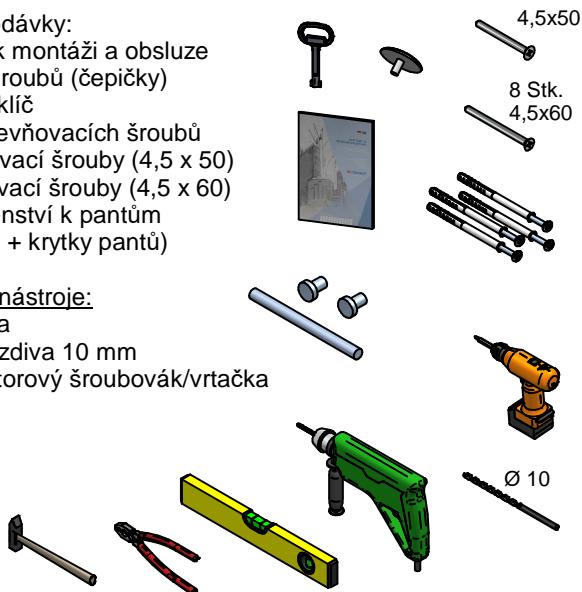 odávky:
k montáži a obsluze
roubů (čepičky)
klíč
evňovacích šroubů
vací šrouby (4,5 x 50)
vací šrouby (4,5 x 60)
nství k pantům
+ krytky pantů)
nástroje:
a
zdiva 10 mm
torový šroubovák/vrtačka
4,5x50
8 Stk.
4,5x60
Ø 10